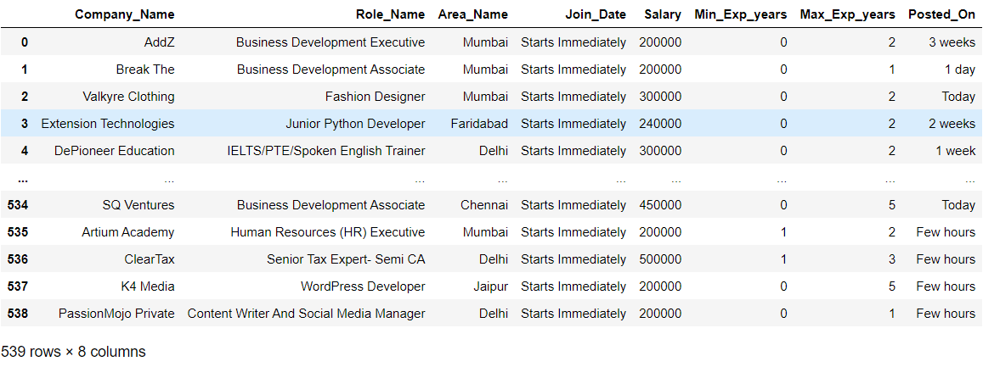 Company_Name Role_Name Area_Name Join_Date Salary Min_Exp_years Max_Exp_years Posted_On
0 AddZ Business Development Executive Mumbai Starts Immediately 200000 0 2 3 weeks
1 Break The Business Development Associate Mumbai Starts Immediately 200000 0 1 1 day
2 Valkyre Clothing Fashion Designer Mumbai Starts Immediately 300000 0 2 Today
3 Extension Technologies Junior Python Developer Faridabad Starts Immediately 240000 0 2 2 weeks
4 DePioneer Education IELTS/PTE/Spoken English Trainer Delhi Starts Immediately 300000 0 2 1 week
... ... ... ... ... ... ... ... ...
534 SQ Ventures Business Development Associate Chennai Starts Immediately 450000 0 5 Today
535 Artium Academy Human Resources (HR) Executive Mumbai Starts Immediately 200000 1 2 Few hours
536 ClearTax Senior Tax Expert- Semi CA Delhi Starts Immediately 500000 1 3 Few hours
537 K4 Media WordPress Developer Jaipur Starts Immediately 200000 0 5 Few hours
538 PassionMojo Private Content Writer And Social Media Manager Delhi Starts Immediately 200000 0 1 Few hours
539 rows × 8 columns